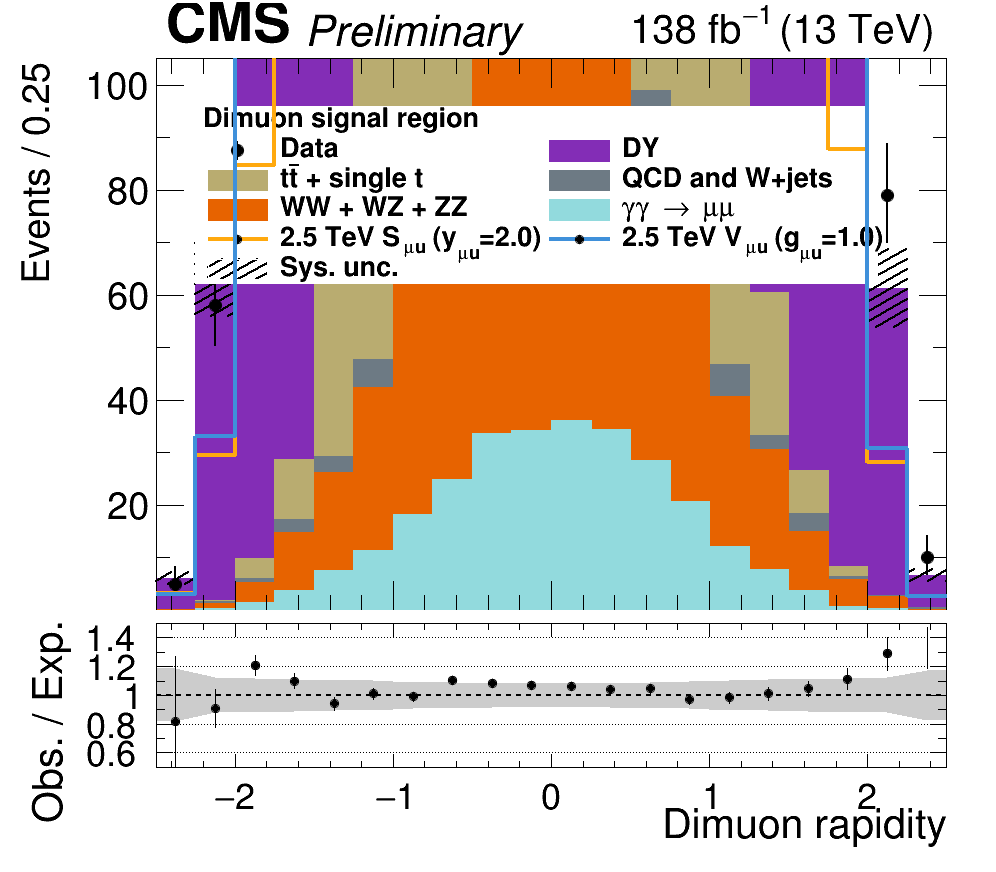 CMS Preliminary 138 fb⁻¹ (13 TeV)
Events / 0.25
100
80
60
40
20
Dimuon signal region
Data
DY
tt̄ + single t
QCD and W+jets
WW + WZ + ZZ
γγ → μμ
2.5 TeV S_μu (y_μu=2.0)
2.5 TeV V_μu (g_μu=1.0)
Sys. unc.
Obs. / Exp.
1.4
1.2
1
0.8
0.6
−2 −1 0 1 2
Dimuon rapidity